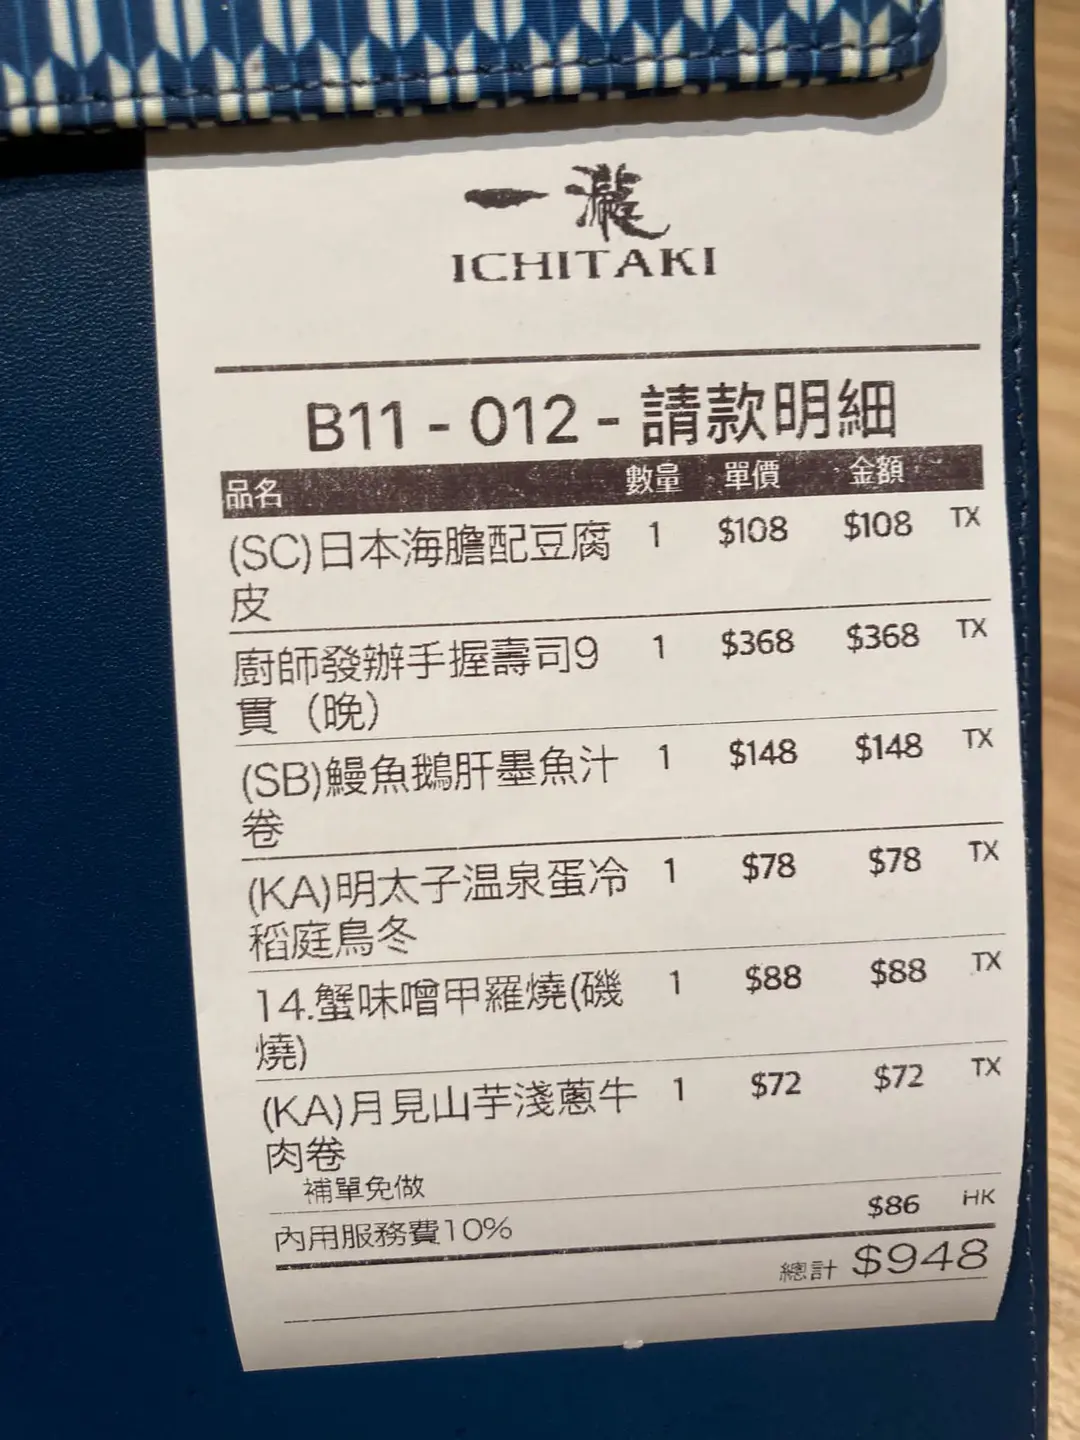 一瀧
ICHITAKI
B11 - 012 - 請款明細
品名 數量 單價 金額
(SC)日本海膽配豆腐 1 $108 $108 TX
皮
廚師發辦手握壽司9 1 $368 $368 TX
貫（晚）
(SB)鰻魚鵝肝墨魚汁 1 $148 $148 TX
卷
(KA)明太子温泉蛋冷 1 $78 $78 TX
稻庭鳥冬
14.蟹味噌甲羅燒(磯 1 $88 $88 TX
燒)
(KA)月見山芋淺蔥牛 1 $72 $72 TX
肉卷
補單免做
內用服務費10% $86 HK
總計 $948